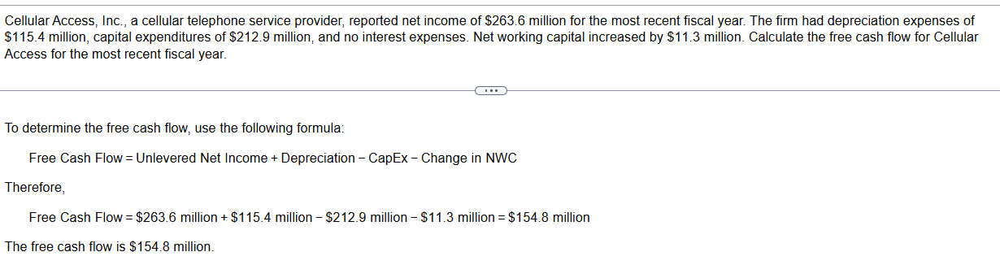 Cellular Access, Inc., a cellular telephone service provider, reported net income of $263.6 million for the most recent fiscal year. The firm had depreciation expenses of
$115.4 million, capital expenditures of $212.9 million, and no interest expenses. Net working capital increased by $11.3 million. Calculate the free cash flow for Cellular
Access for the most recent fiscal year.
To determine the free cash flow, use the following formula:
Free Cash Flow = Unlevered Net Income + Depreciation − CapEx − Change in NWC
Therefore,
Free Cash Flow = $263.6 million + $115.4 million − $212.9 million − $11.3 million = $154.8 million
The free cash flow is $154.8 million.